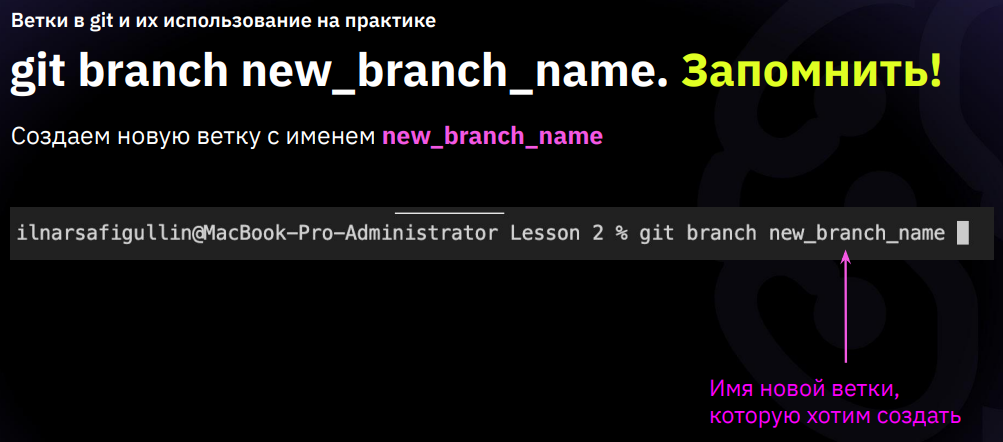 Ветки в git и их использование на практике
git branch new_branch_name. Запомнить!
Создаем новую ветку с именем new_branch_name
ilnarsafigullin@MacBook-Pro-Administrator Lesson 2 % git branch new_branch_name
Имя новой ветки,
которую хотим создать